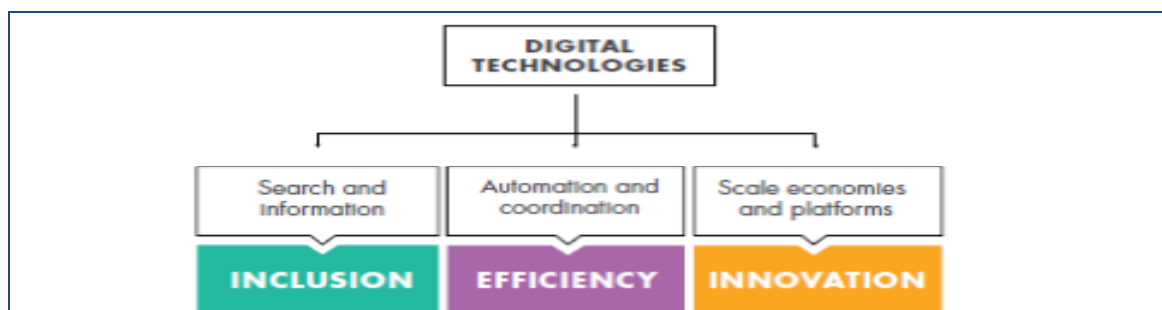 DIGITAL
TECHNOLOGIES
Search and
information
Automation and
coordination
Scale economies
and platforms
INCLUSION
EFFICIENCY
INNOVATION